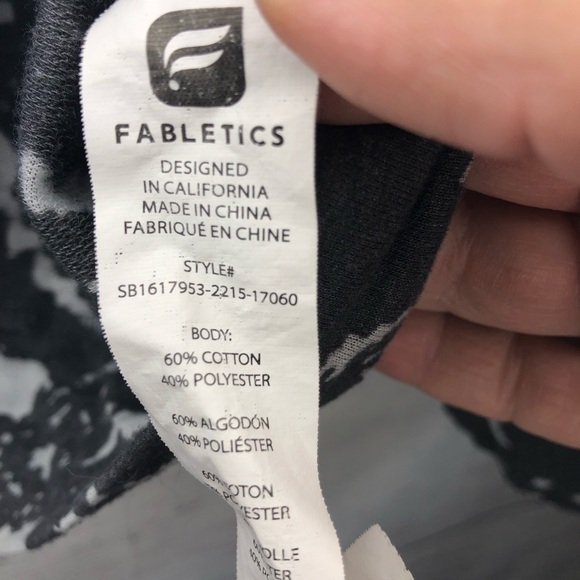 FABLETICS
DESIGNED
IN CALIFORNIA
MADE IN CHINA
FABRIQUÉ EN CHINE
STYLE#
SB1617953-2215-17060
BODY:
60% COTTON
40% POLYESTER
60% ALGODÓN
40% POLIÉSTER